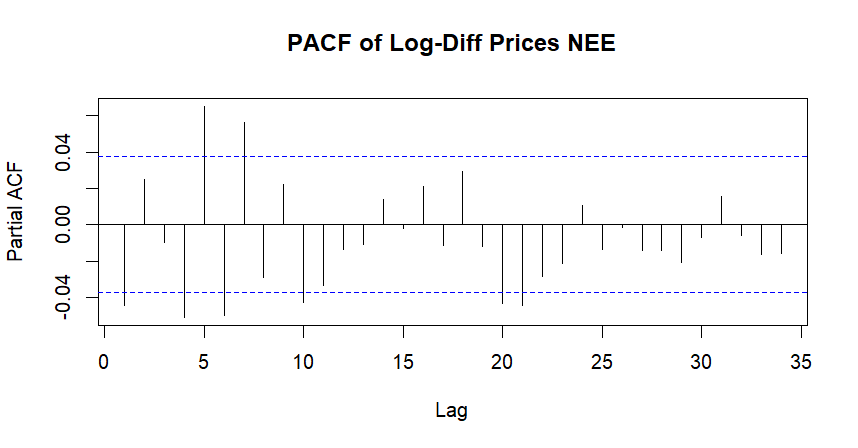 PACF of Log-Diff Prices NEE
Partial ACF
0.04
0.00
-0.04
0 5 10 15 20 25 30 35
Lag